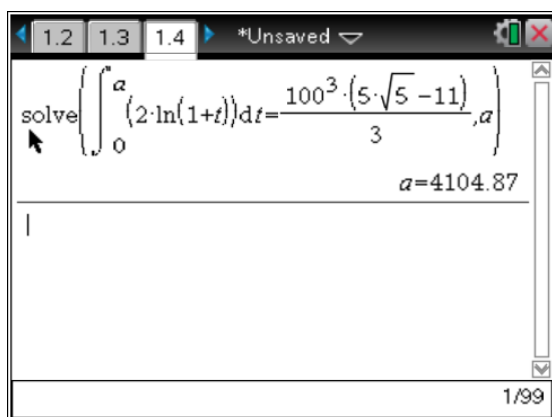 1.2 1.3 1.4 *Unsaved
solve(∫₀ᵃ(2·ln(1+t))dt=100³·(5·√5−11)/3,a)
a=4104.87
1/99